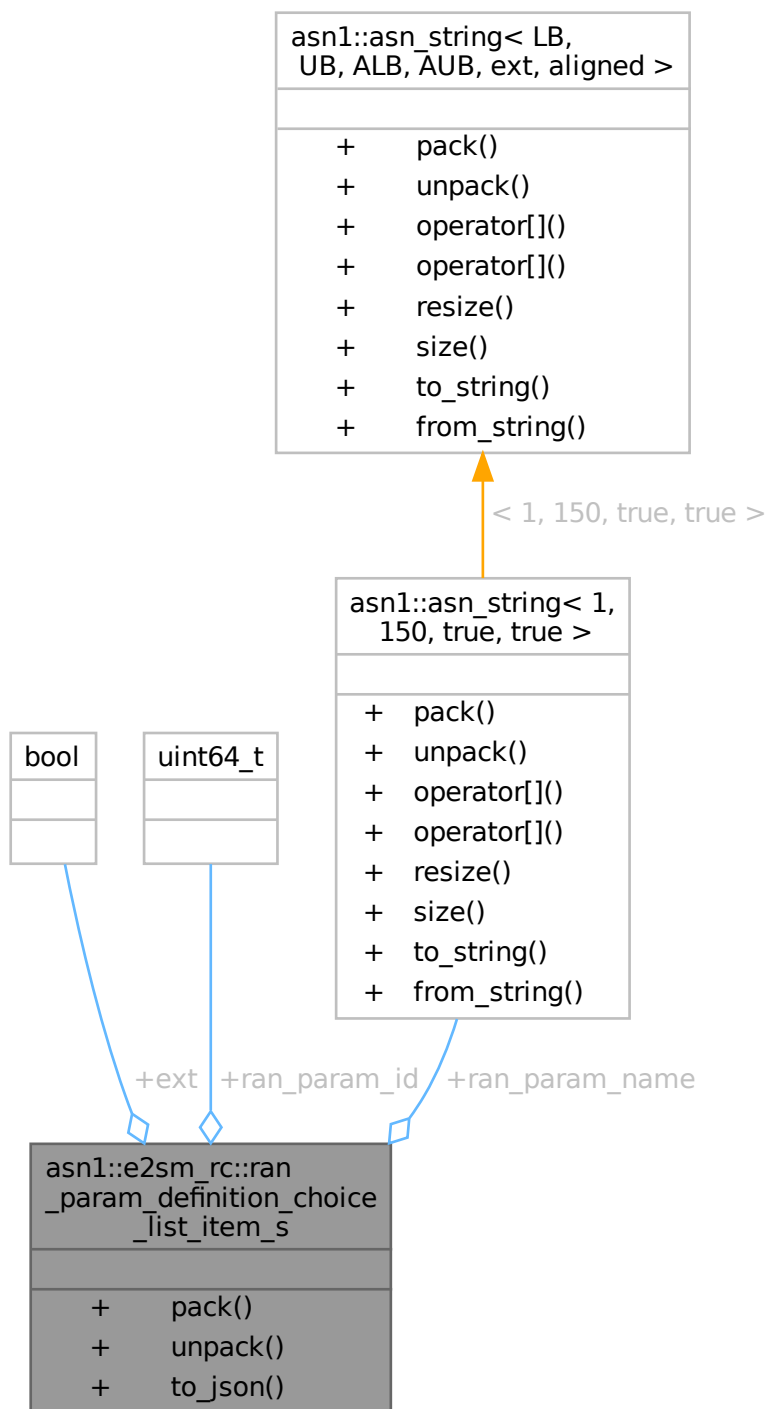 asn1::asn_string< LB,
UB, ALB, AUB, ext, aligned >
+ pack()
+ unpack()
+ operator[]()
+ operator[]()
+ resize()
+ size()
+ to_string()
+ from_string()
< 1, 150, true, true >
asn1::asn_string< 1,
150, true, true >
+ pack()
+ unpack()
+ operator[]()
+ operator[]()
+ resize()
+ size()
+ to_string()
+ from_string()
bool
uint64_t
+ext
+ran_param_id
+ran_param_name
asn1::e2sm_rc::ran
_param_definition_choice
_list_item_s
+ pack()
+ unpack()
+ to_json()